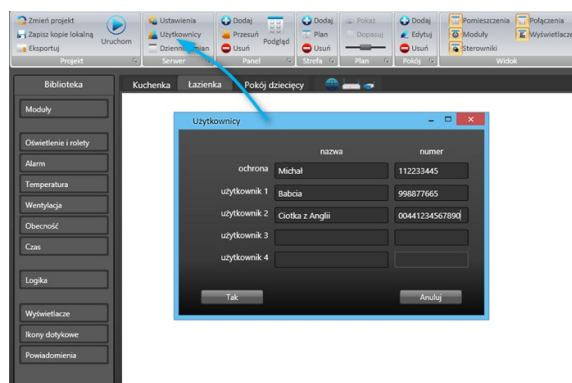 Zmień projekt
Zapisz kopie lokalną
Eksportuj
Uruchom
Projekt
Ustawienia
Użytkownicy
Dziennik zmian
Serwer
Dodaj
Przesuń
Usuń
Podgląd
Panel
Dodaj
Plan
Usuń
Strefa
Pokaż
Dopasuj
Plan
Dodaj
Edytuj
Usuń
Pokój
Pomieszczenia
Moduły
Sterowniki
Połączenia
Wyświetlacze
Widok
Biblioteka
Kuchenka Łazienka Pokój dziecięcy
Moduły
Oświetlenie i rolety
Alarm
Temperatura
Wentylacja
Obecność
Czas
Logika
Wyświetlacze
Ikony dotykowe
Powiadomienia
Użytkownicy
nazwa numer
ochrona Michał 112233445
użytkownik 1 Babcia 998877665
użytkownik 2 Ciotka z Anglii 00441234567890
użytkownik 3
użytkownik 4
Tak Anuluj